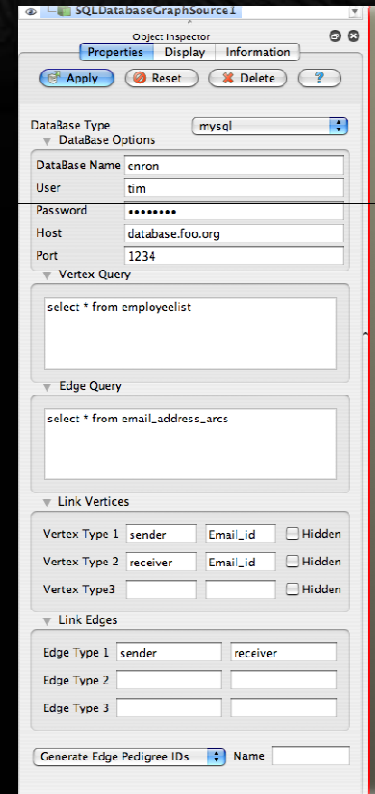 SQLDatabaseGraphSource1
Object Inspector
Properties Display Information
Apply Reset Delete ?
DataBase Type mysql
DataBase Options
DataBase Name enron
User tim
Password ••••••••
Host database.foo.org
Port 1234
Vertex Query
select * from employeelist
Edge Query
select * from email_address_arcs
Link Vertices
Vertex Type 1 sender Email_id Hidden
Vertex Type 2 receiver Email_id Hidden
Vertex Type3 Hidden
Link Edges
Edge Type 1 sender receiver
Edge Type 2
Edge Type 3
Generate Edge Pedigree IDs Name